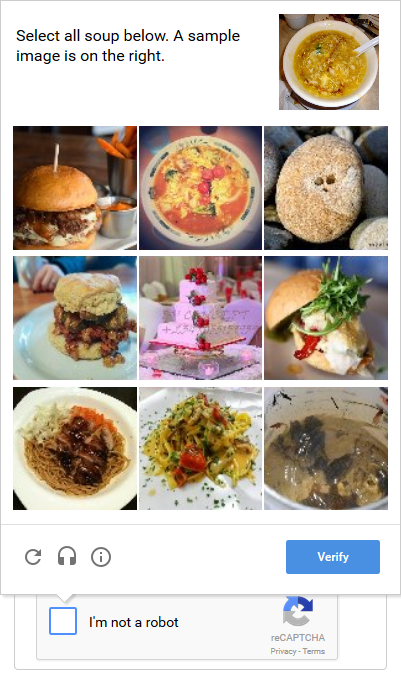 Select all soup below. A sample
image is on the right.
Verify
I'm not a robot
reCAPTCHA
Privacy - Terms